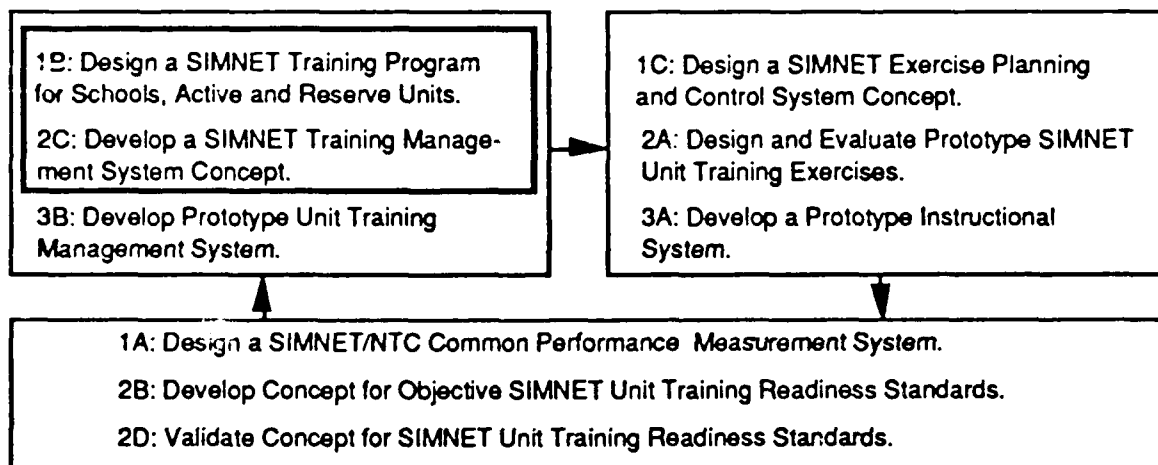 1B: Design a SIMNET Training Program
for Schools, Active and Reserve Units.
2C: Develop a SIMNET Training Manage-
ment System Concept.
3B: Develop Prototype Unit Training
Management System.
1C: Design a SIMNET Exercise Planning
and Control System Concept.
2A: Design and Evaluate Prototype SIMNET
Unit Training Exercises.
3A: Develop a Prototype Instructional
System.
1A: Design a SIMNET/NTC Common Performance Measurement System.
2B: Develop Concept for Objective SIMNET Unit Training Readiness Standards.
2D: Validate Concept for SIMNET Unit Training Readiness Standards.